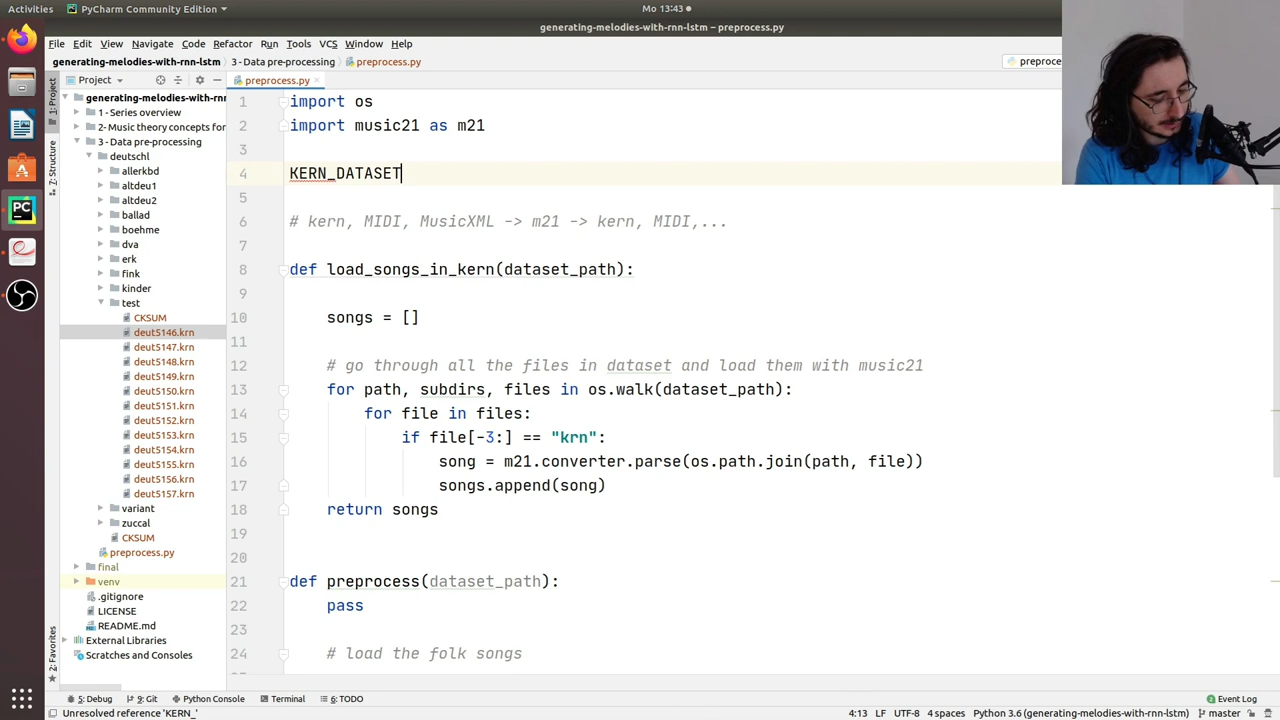 Activities PyCharm Community Edition Mo 13:43
generating-melodies-with-rnn-lstm – preprocess.py
File Edit View Navigate Code Refactor Run Tools VCS Window Help
generating-melodies-with-rnn-lstm 3 - Data pre-processing preprocess.py preproce
Project preprocess.py
1: Project
7: Structure
2: Favorites
generating-melodies-with-rnn
1 - Series overview
2- Music theory concepts for
3 - Data pre-processing
deutschl
allerkbd
altdeu1
altdeu2
ballad
boehme
dva
erk
fink
kinder
test
CKSUM
deut5146.krn
deut5147.krn
deut5148.krn
deut5149.krn
deut5150.krn
deut5151.krn
deut5152.krn
deut5153.krn
deut5154.krn
deut5155.krn
deut5156.krn
deut5157.krn
variant
zuccal
CKSUM
preprocess.py
final
venv
.gitignore
LICENSE
README.md
External Libraries
Scratches and Consoles
1 import os
2 import music21 as m21
3
4 KERN_DATASET
5
6 # kern, MIDI, MusicXML -> m21 -> kern, MIDI,...
7
8 def load_songs_in_kern(dataset_path):
9
10 songs = []
11
12 # go through all the files in dataset and load them with music21
13 for path, subdirs, files in os.walk(dataset_path):
14 for file in files:
15 if file[-3:] == "krn":
16 song = m21.converter.parse(os.path.join(path, file))
17 songs.append(song)
18 return songs
19
20
21 def preprocess(dataset_path):
22 pass
23
24 # load the folk songs
5: Debug 9: Git Python Console Terminal 6: TODO Event Log
Unresolved reference 'KERN_' 4:13 LF UTF-8 4 spaces Python 3.6 (generating-melodies-with-rnn-lstm) master